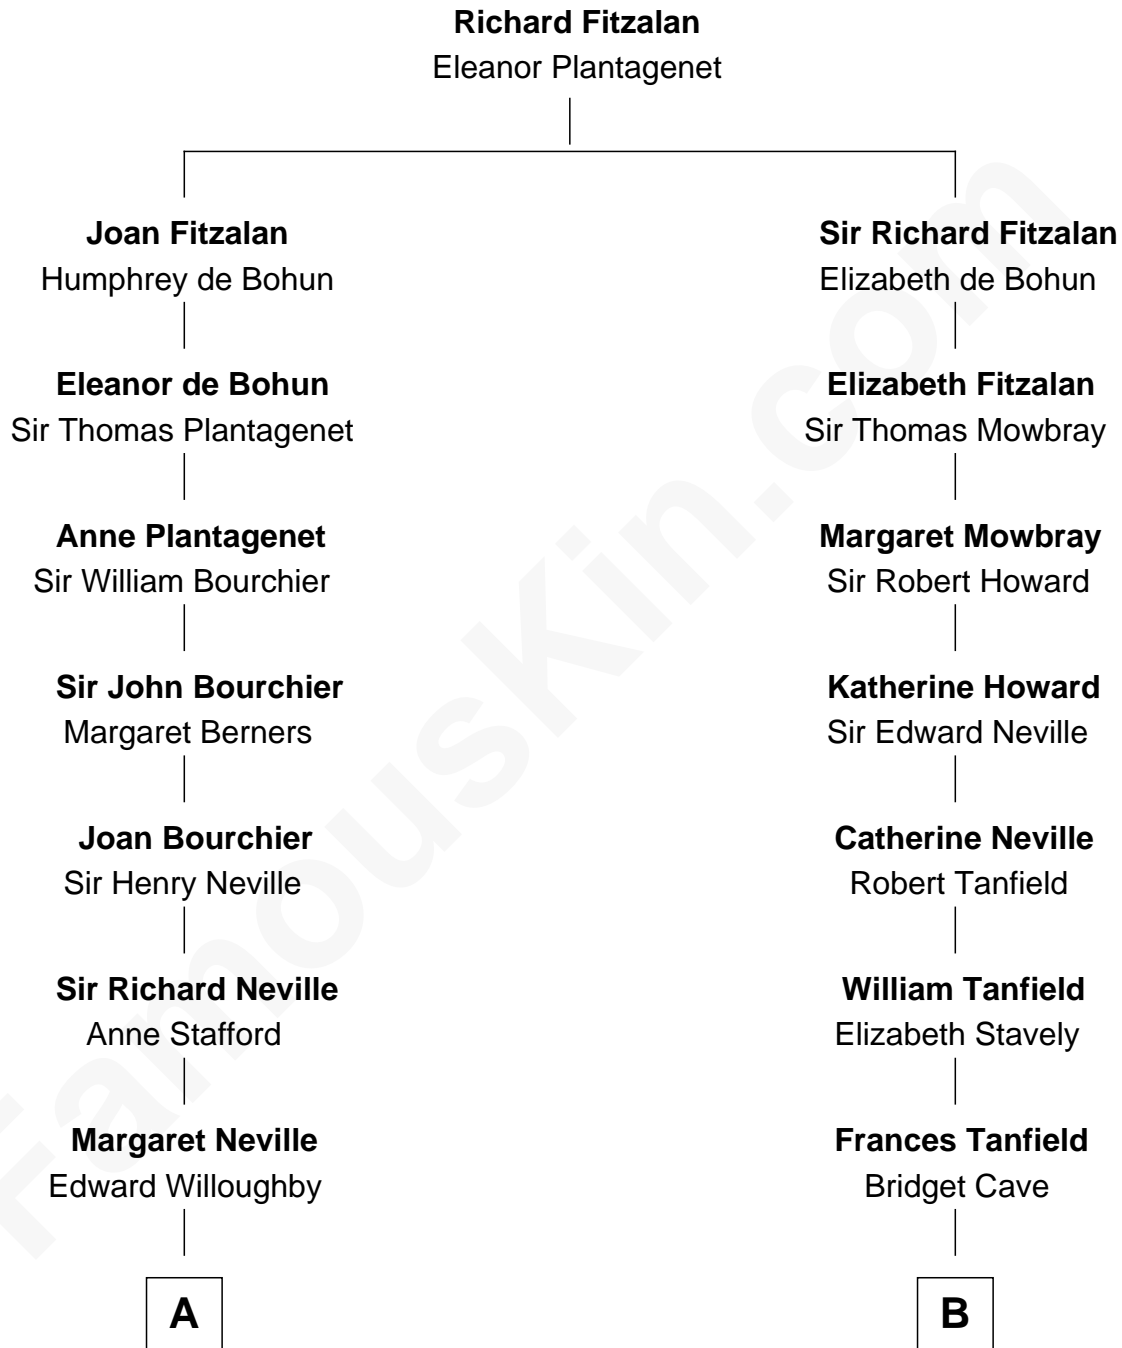 Richard Fitzalan
Eleanor Plantagenet
Joan Fitzalan
Humphrey de Bohun
Sir Richard Fitzalan
Elizabeth de Bohun
Eleanor de Bohun
Sir Thomas Plantagenet
Elizabeth Fitzalan
Sir Thomas Mowbray
Anne Plantagenet
Sir William Bourchier
Margaret Mowbray
Sir Robert Howard
Sir John Bourchier
Margaret Berners
Katherine Howard
Sir Edward Neville
Joan Bourchier
Sir Henry Neville
Catherine Neville
Robert Tanfield
Sir Richard Neville
Anne Stafford
William Tanfield
Elizabeth Stavely
Margaret Neville
Edward Willoughby
Frances Tanfield
Bridget Cave
A
B
FamousKin.com